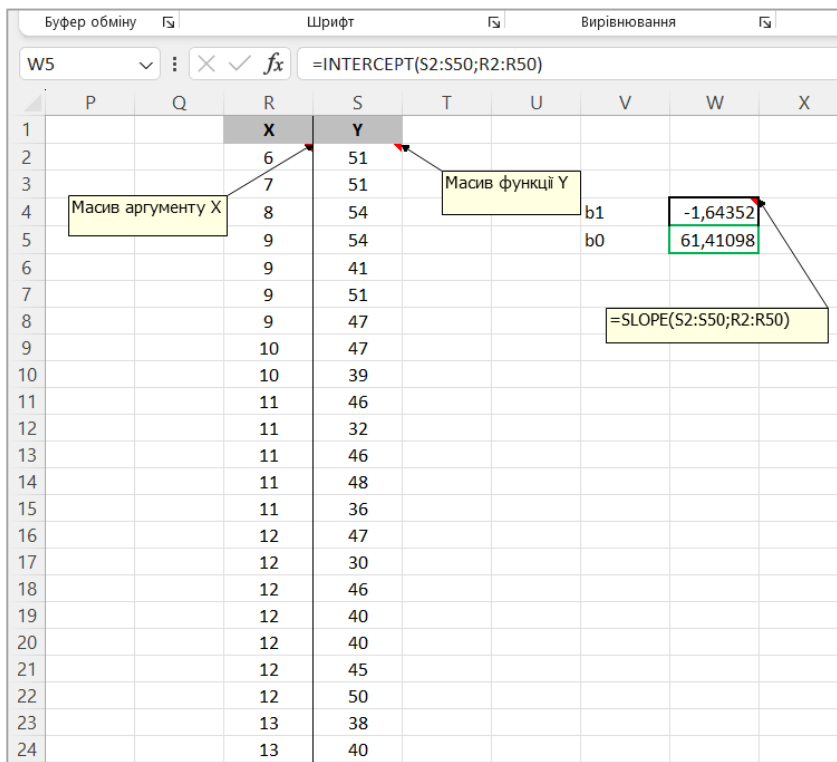 Буфер обміну Шрифт Вирівнювання
W5 fx =INTERCEPT(S2:S50;R2:R50)
P Q R S T U V W X
1 X Y
2 6 51
3 7 51
Масив аргументу X
Масив функції Y
4 8 54 b1 -1,64352
5 9 54 b0 61,41098
6 9 41
7 9 51
8 9 47
=SLOPE(S2:S50;R2:R50)
9 10 47
10 10 39
11 11 46
12 11 32
13 11 46
14 11 48
15 11 36
16 12 47
17 12 30
18 12 46
19 12 40
20 12 40
21 12 45
22 12 50
23 13 38
24 13 40